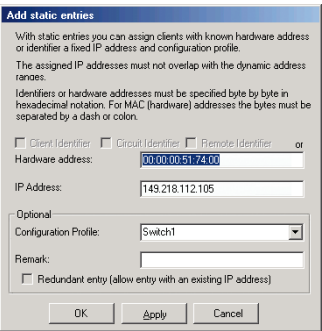 Add static entries
With static entries you can assign clients with known hardware address
or identifier a fixed IP address and configuration profile.
The assigned IP addresses must not overlap with the dynamic address
ranges.
Identifiers or hardware addresses must be specified byte by byte in
hexadecimal notation. For MAC (hardware) addresses the bytes must be
separated by a dash or colon.
Client Identifier Circuit Identifier Remote Identifier or
Hardware address: 00:00:00:51:74:00
IP Address: 149.218.112.105
Optional
Configuration Profile: Switch1
Remark:
Redundant entry (allow entry with an existing IP address)
OK Apply Cancel